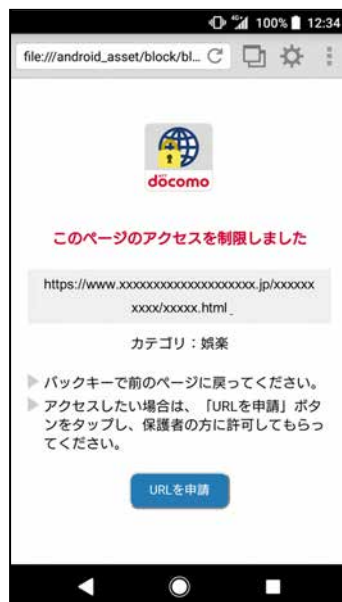 4G 100% 12:34
file:///android_asset/block/bl...
döcomo
このページのアクセスを制限しました
https://www.xxxxxxxxxxxxxxxxxxxx.jp/xxxxxx
xxxx/xxxxx.html
カテゴリ：娯楽
バックキーで前のページに戻ってください。
アクセスしたい場合は、「URLを申請」ボタ
ンをタップし、保護者の方に許可してもらっ
てください。
URLを申請